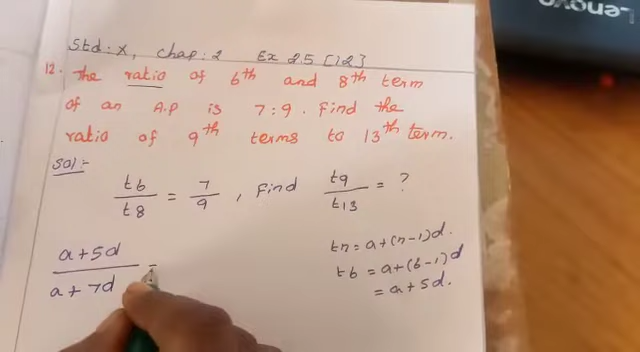 Lenovo
Std: X, chap: 2 Ex 2.5 [12]
12. The ratio of 6th and 8th term
of an A.P is 7:9. Find the
ratio of 9th terms to 13th term.
Sol:-
t6/t8 = 7/9, Find t9/t13 = ?
a+5d/a+7d =
tn = a+(n-1)d.
t6 = a+(6-1)d
= a+5d.